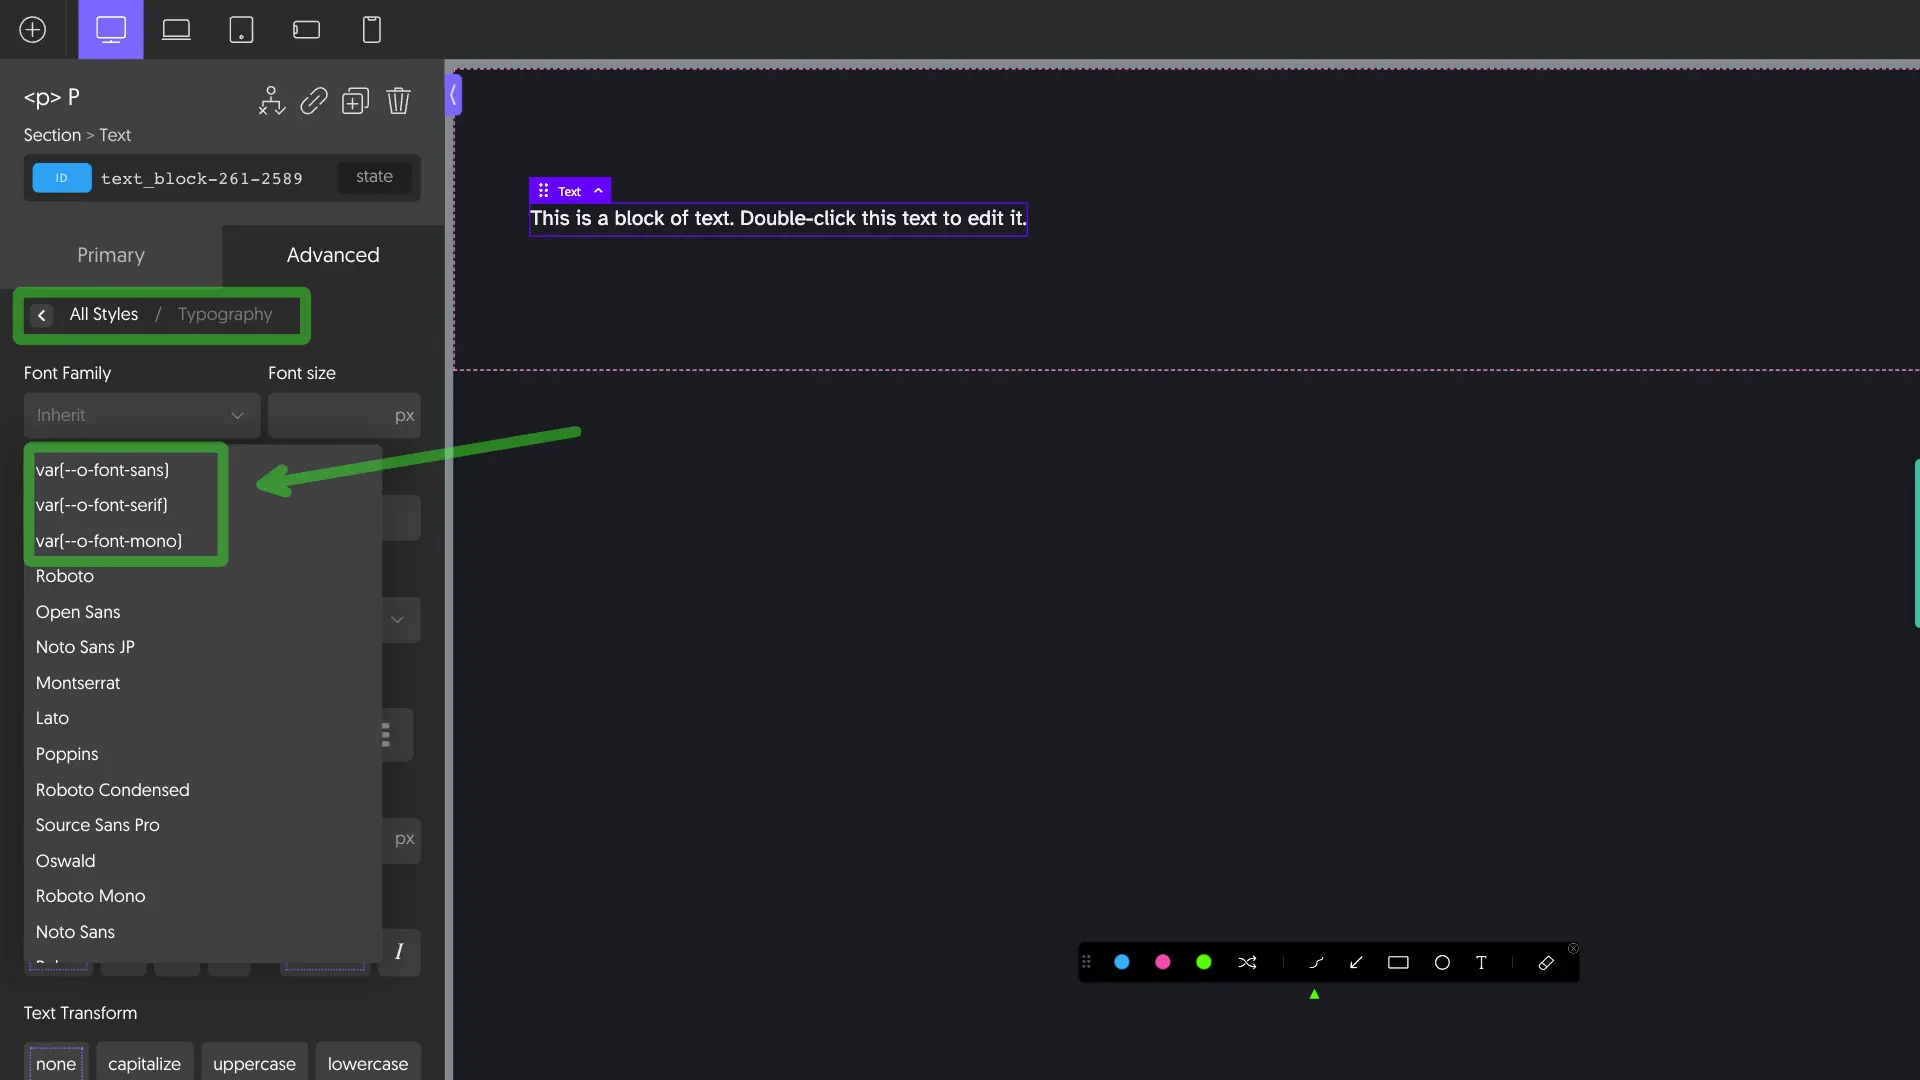 <p> P
Section > Text
ID text_block-261-2589 state
Primary Advanced
All Styles / Typography
Font Family Font size
Inherit px
var(--o-font-sans)
var(--o-font-serif)
var(--o-font-mono)
Roboto
Open Sans
Noto Sans JP
Montserrat
Lato
Poppins
Roboto Condensed
Source Sans Pro
px
Oswald
Roboto Mono
Noto Sans
I
Text Transform
none capitalize uppercase lowercase
Text
This is a block of text. Double-click this text to edit it.
T